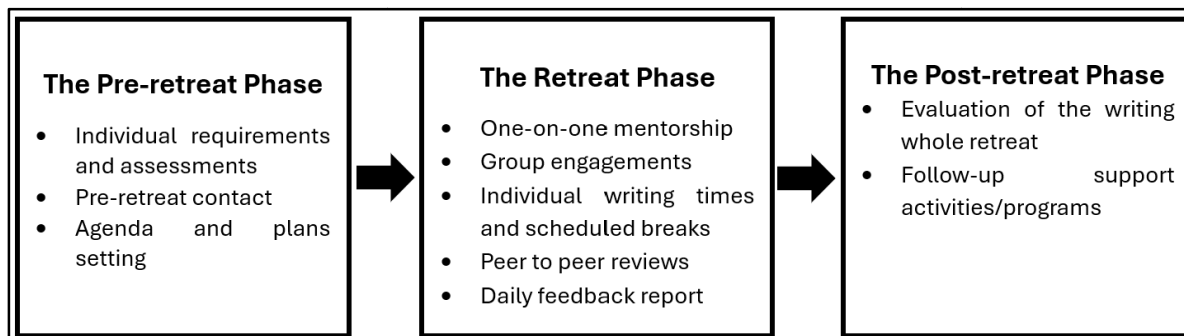 The Pre-retreat Phase
• Individual requirements
and assessments
• Pre-retreat contact
• Agenda and plans
setting
The Retreat Phase
• One-on-one mentorship
• Group engagements
• Individual writing times
and scheduled breaks
• Peer to peer reviews
• Daily feedback report
The Post-retreat Phase
• Evaluation of the writing
whole retreat
• Follow-up support
activities/programs